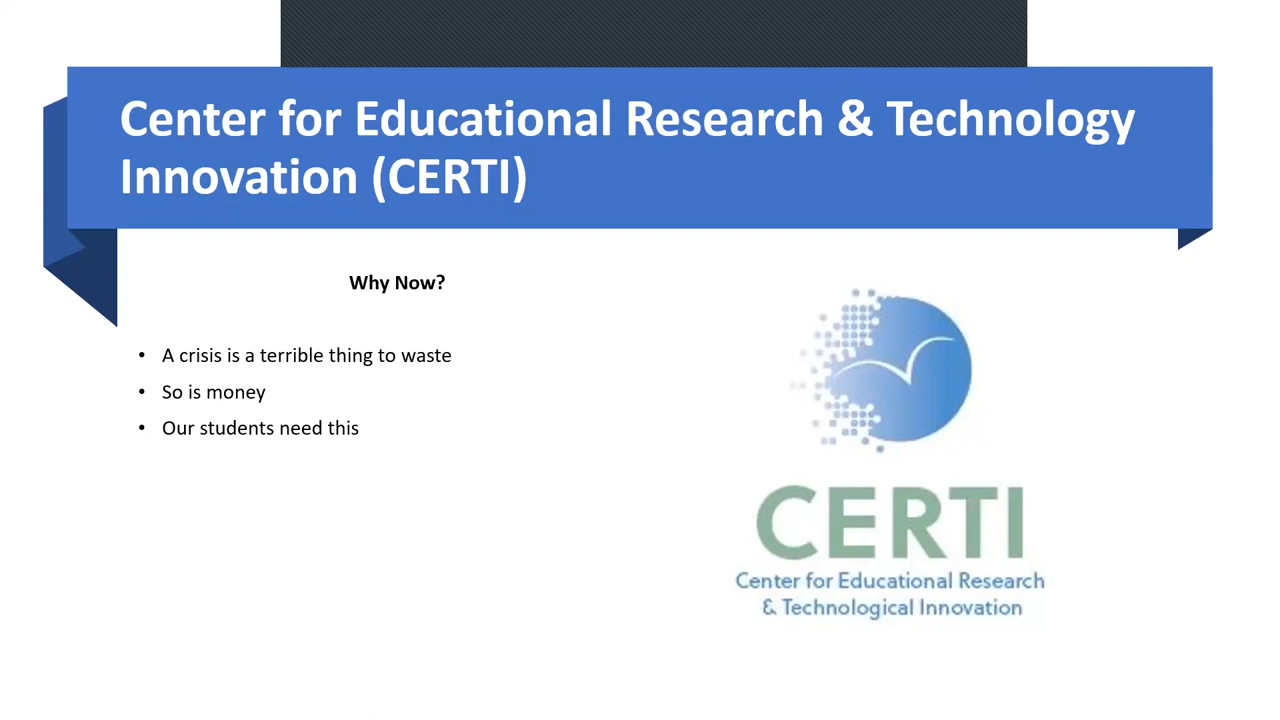 Center for Educational Research & Technology
Innovation (CERTI)
Why Now?
• A crisis is a terrible thing to waste
• So is money
• Our students need this
CERTI
Center for Educational Research
& Technological Innovation